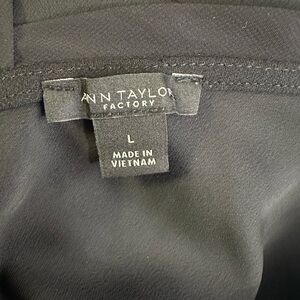 ANN TAYLOR
FACTORY
L
MADE IN
VIETNAM